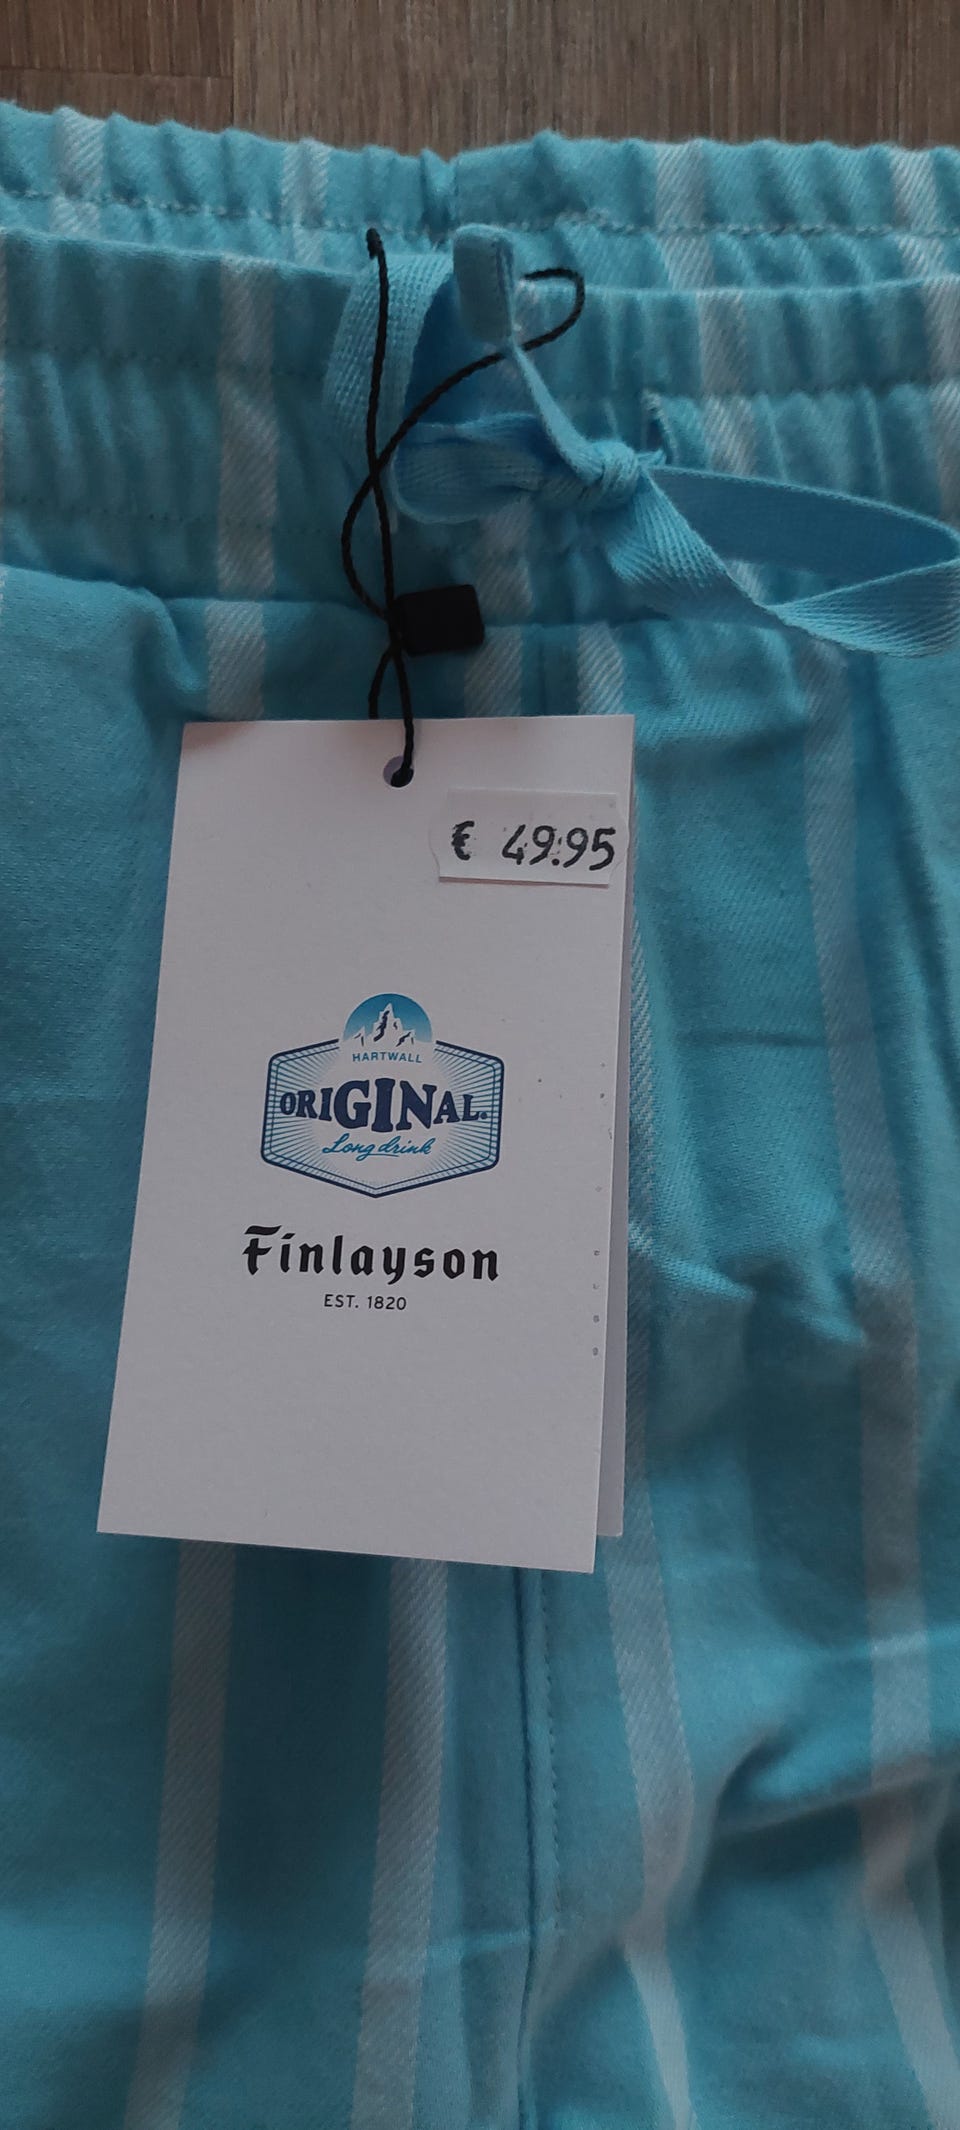 € 49.95
HARTWALL
ORIGINAL.
Long drink
Finlayson
EST. 1820